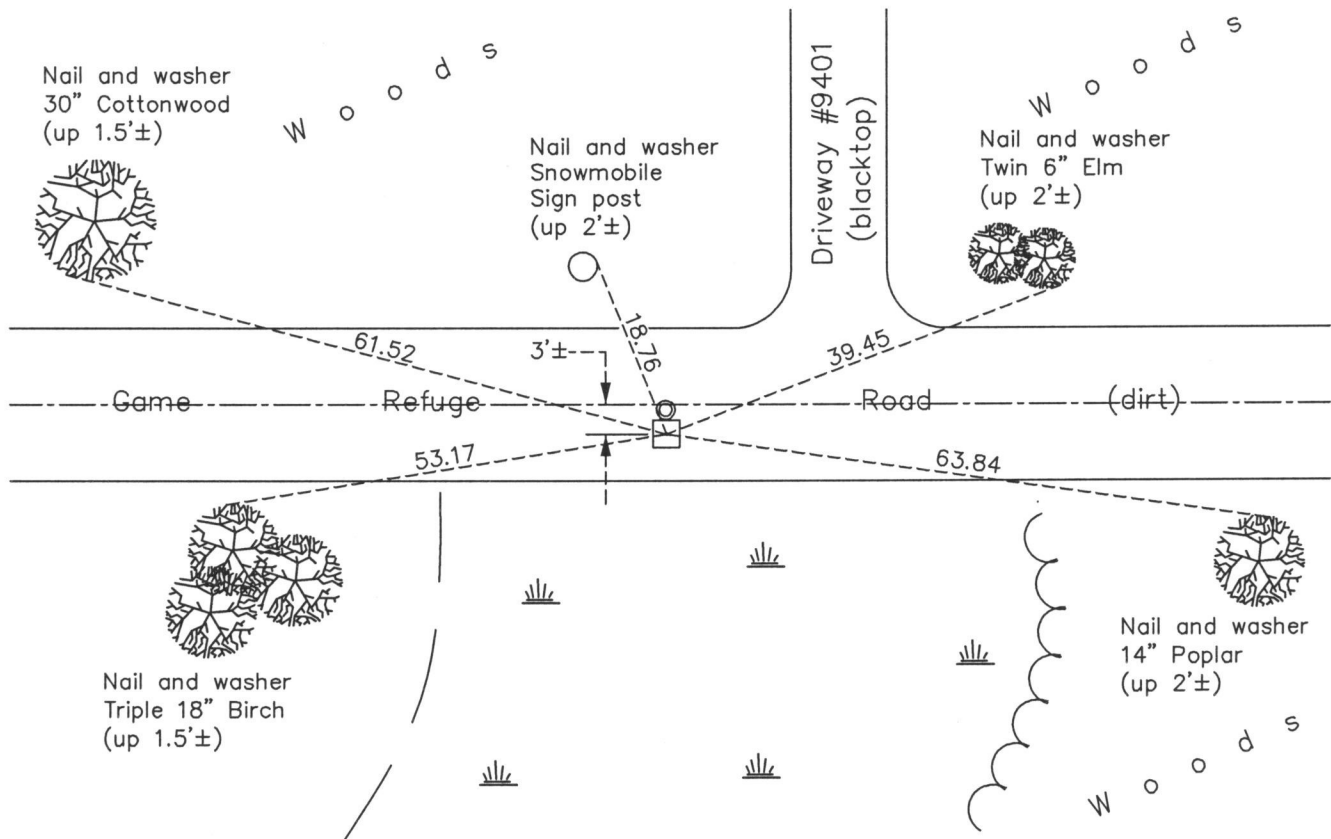 Nail and washer
30" Cottonwood
(up 1.5'±)
Woods
Nail and washer
Snowmobile
Sign post
(up 2'±)
Driveway #9401
(blacktop)
Woods
Nail and washer
Twin 6" Elm
(up 2'±)
61.52
3'±
18.76
39.45
Game Refuge Road (dirt)
53.17
63.84
Nail and washer
Triple 18" Birch
(up 1.5'±)
Nail and washer
14" Poplar
(up 2'±)
Woods